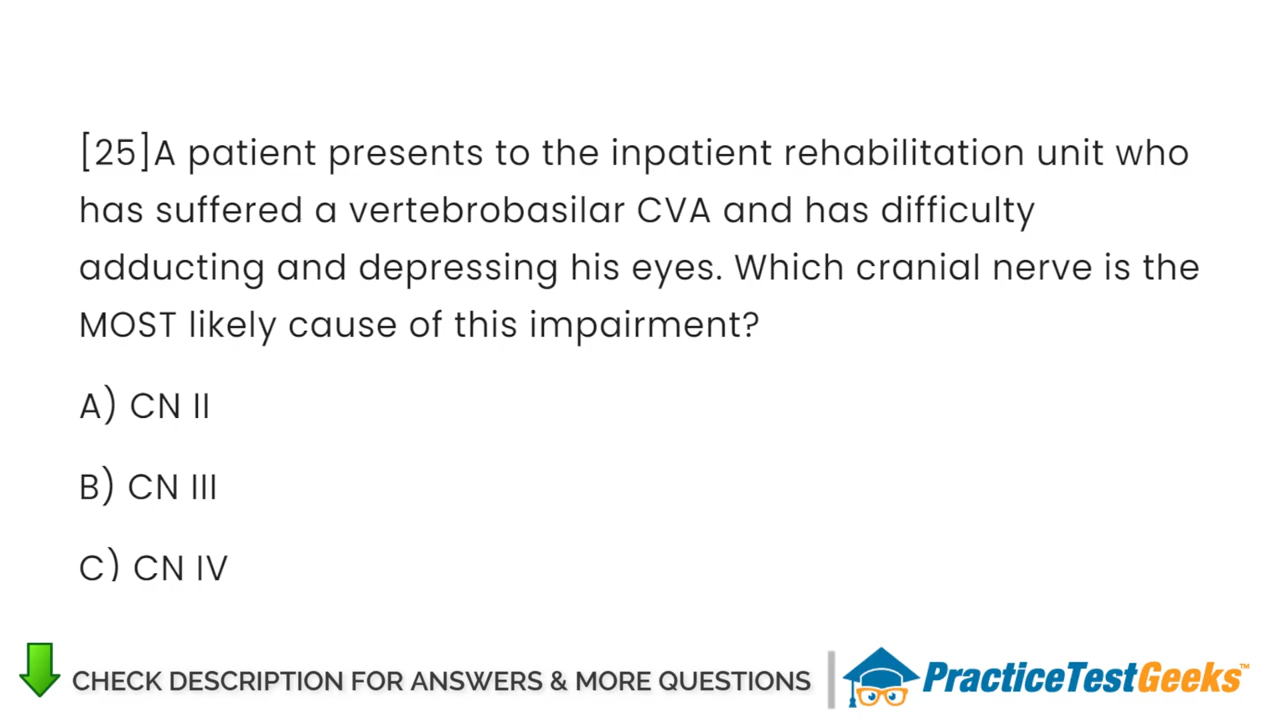 [25]A patient presents to the inpatient rehabilitation unit who
has suffered a vertebrobasilar CVA and has difficulty
adducting and depressing his eyes. Which cranial nerve is the
MOST likely cause of this impairment?
A) CN II
B) CN III
C) CN IV
CHECK DESCRIPTION FOR ANSWERS & MORE QUESTIONS
PracticeTestGeeks™